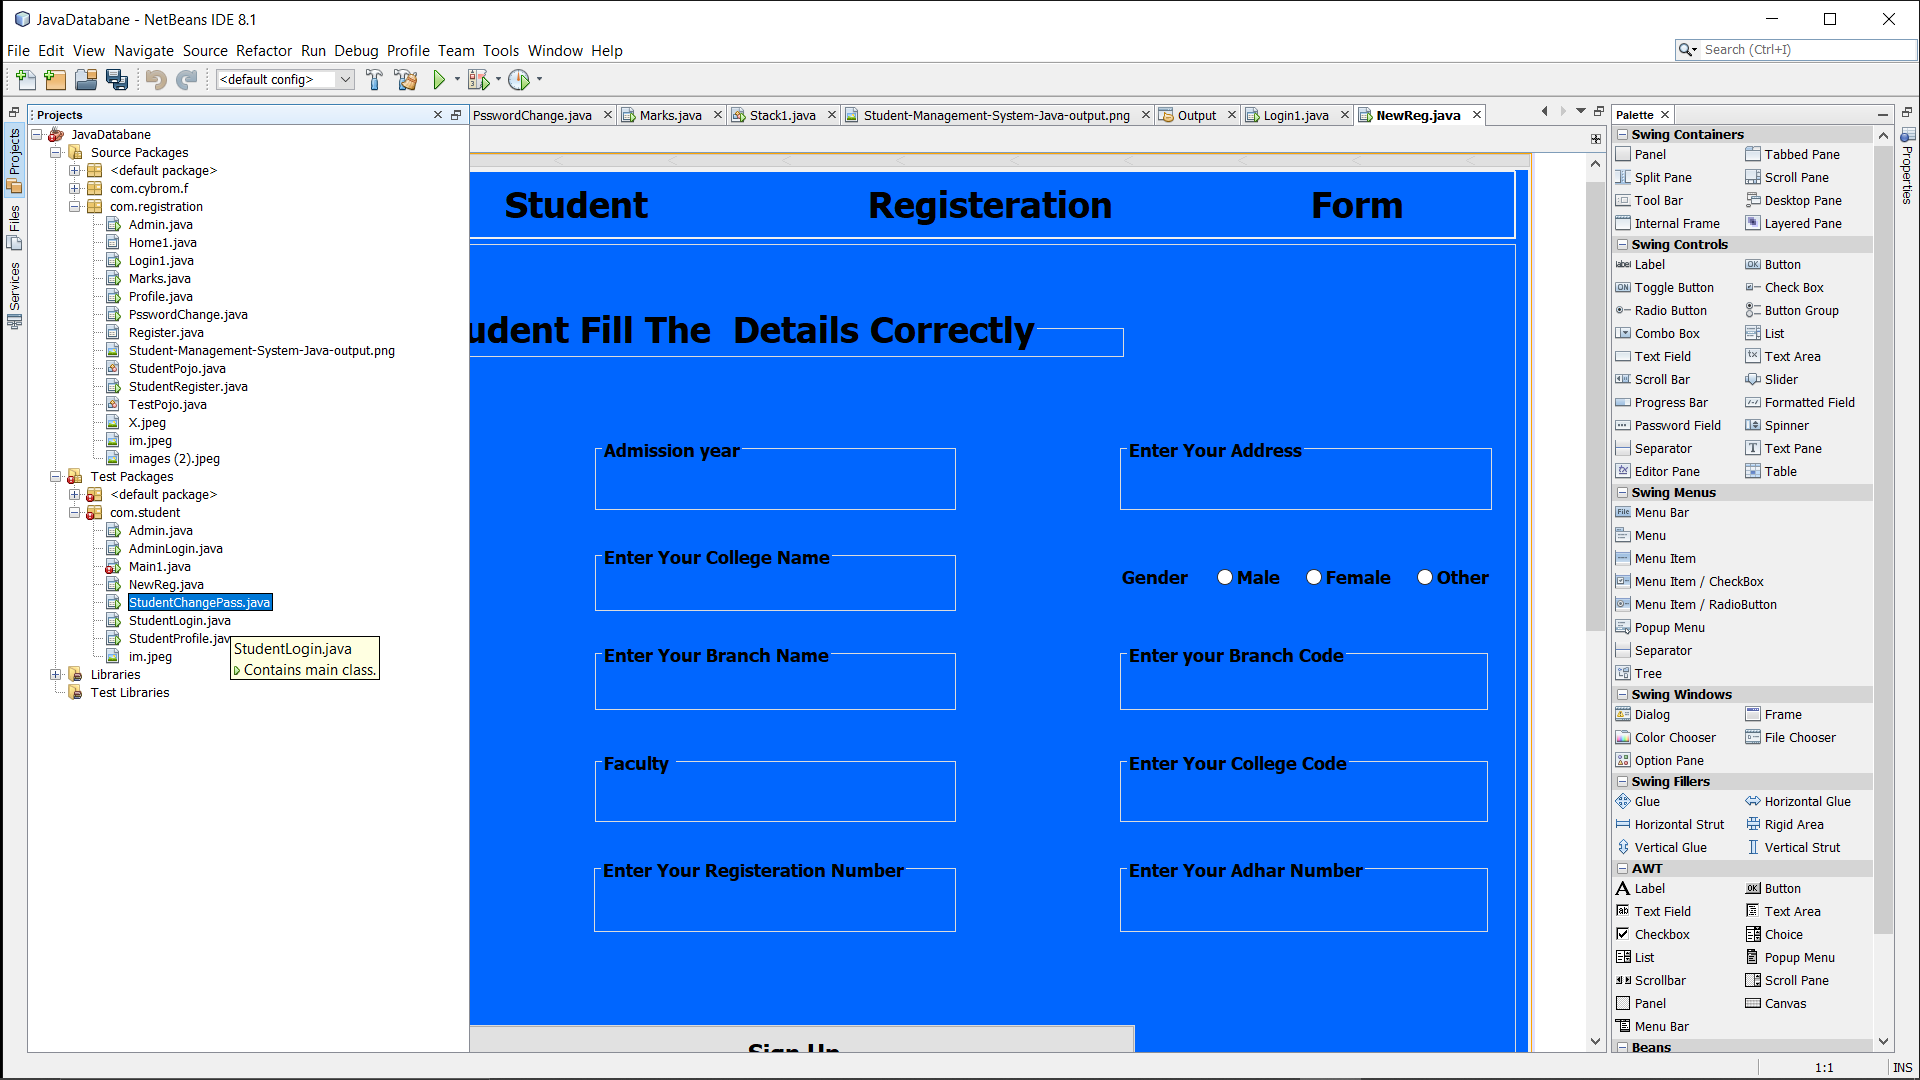 JavaDatabane - NetBeans IDE 8.1
File Edit View Navigate Source Refactor Run Debug Profile Team Tools Window Help
Search (Ctrl+I)
<default config>
Projects
Files
Services
Projects
JavaDatabane
Source Packages
<default package>
com.cybrom.f
com.registration
Admin.java
Home1.java
Login1.java
Marks.java
Profile.java
PsswordChange.java
Register.java
Student-Management-System-Java-output.png
StudentPojo.java
StudentRegister.java
TestPojo.java
X.jpeg
im.jpeg
images (2).jpeg
Test Packages
<default package>
com.student
Admin.java
AdminLogin.java
Main1.java
NewReg.java
StudentChangePass.java
StudentLogin.java
StudentProfile.jav
im.jpeg
Libraries
Test Libraries
StudentLogin.java
Contains main class.
PsswordChange.java Marks.java Stack1.java Student-Management-System-Java-output.png Output Login1.java NewReg.java
Student Registeration Form
udent Fill The Details Correctly
Admission year
Enter Your Address
Enter Your College Name
Gender Male Female Other
Enter Your Branch Name
Enter your Branch Code
Faculty
Enter Your College Code
Enter Your Registeration Number
Enter Your Adhar Number
Sign Up
Palette
Swing Containers
Panel Tabbed Pane
Split Pane Scroll Pane
Tool Bar Desktop Pane
Internal Frame Layered Pane
Swing Controls
Label Button
Toggle Button Check Box
Radio Button Button Group
Combo Box List
Text Field Text Area
Scroll Bar Slider
Progress Bar Formatted Field
Password Field Spinner
Separator Text Pane
Editor Pane Table
Swing Menus
Menu Bar
Menu
Menu Item
Menu Item / CheckBox
Menu Item / RadioButton
Popup Menu
Separator
Tree
Swing Windows
Dialog Frame
Color Chooser File Chooser
Option Pane
Swing Fillers
Glue Horizontal Glue
Horizontal Strut Rigid Area
Vertical Glue Vertical Strut
AWT
Label Button
Text Field Text Area
Checkbox Choice
List Popup Menu
Scrollbar Scroll Pane
Panel Canvas
Menu Bar
Beans
Properties
1:1 INS